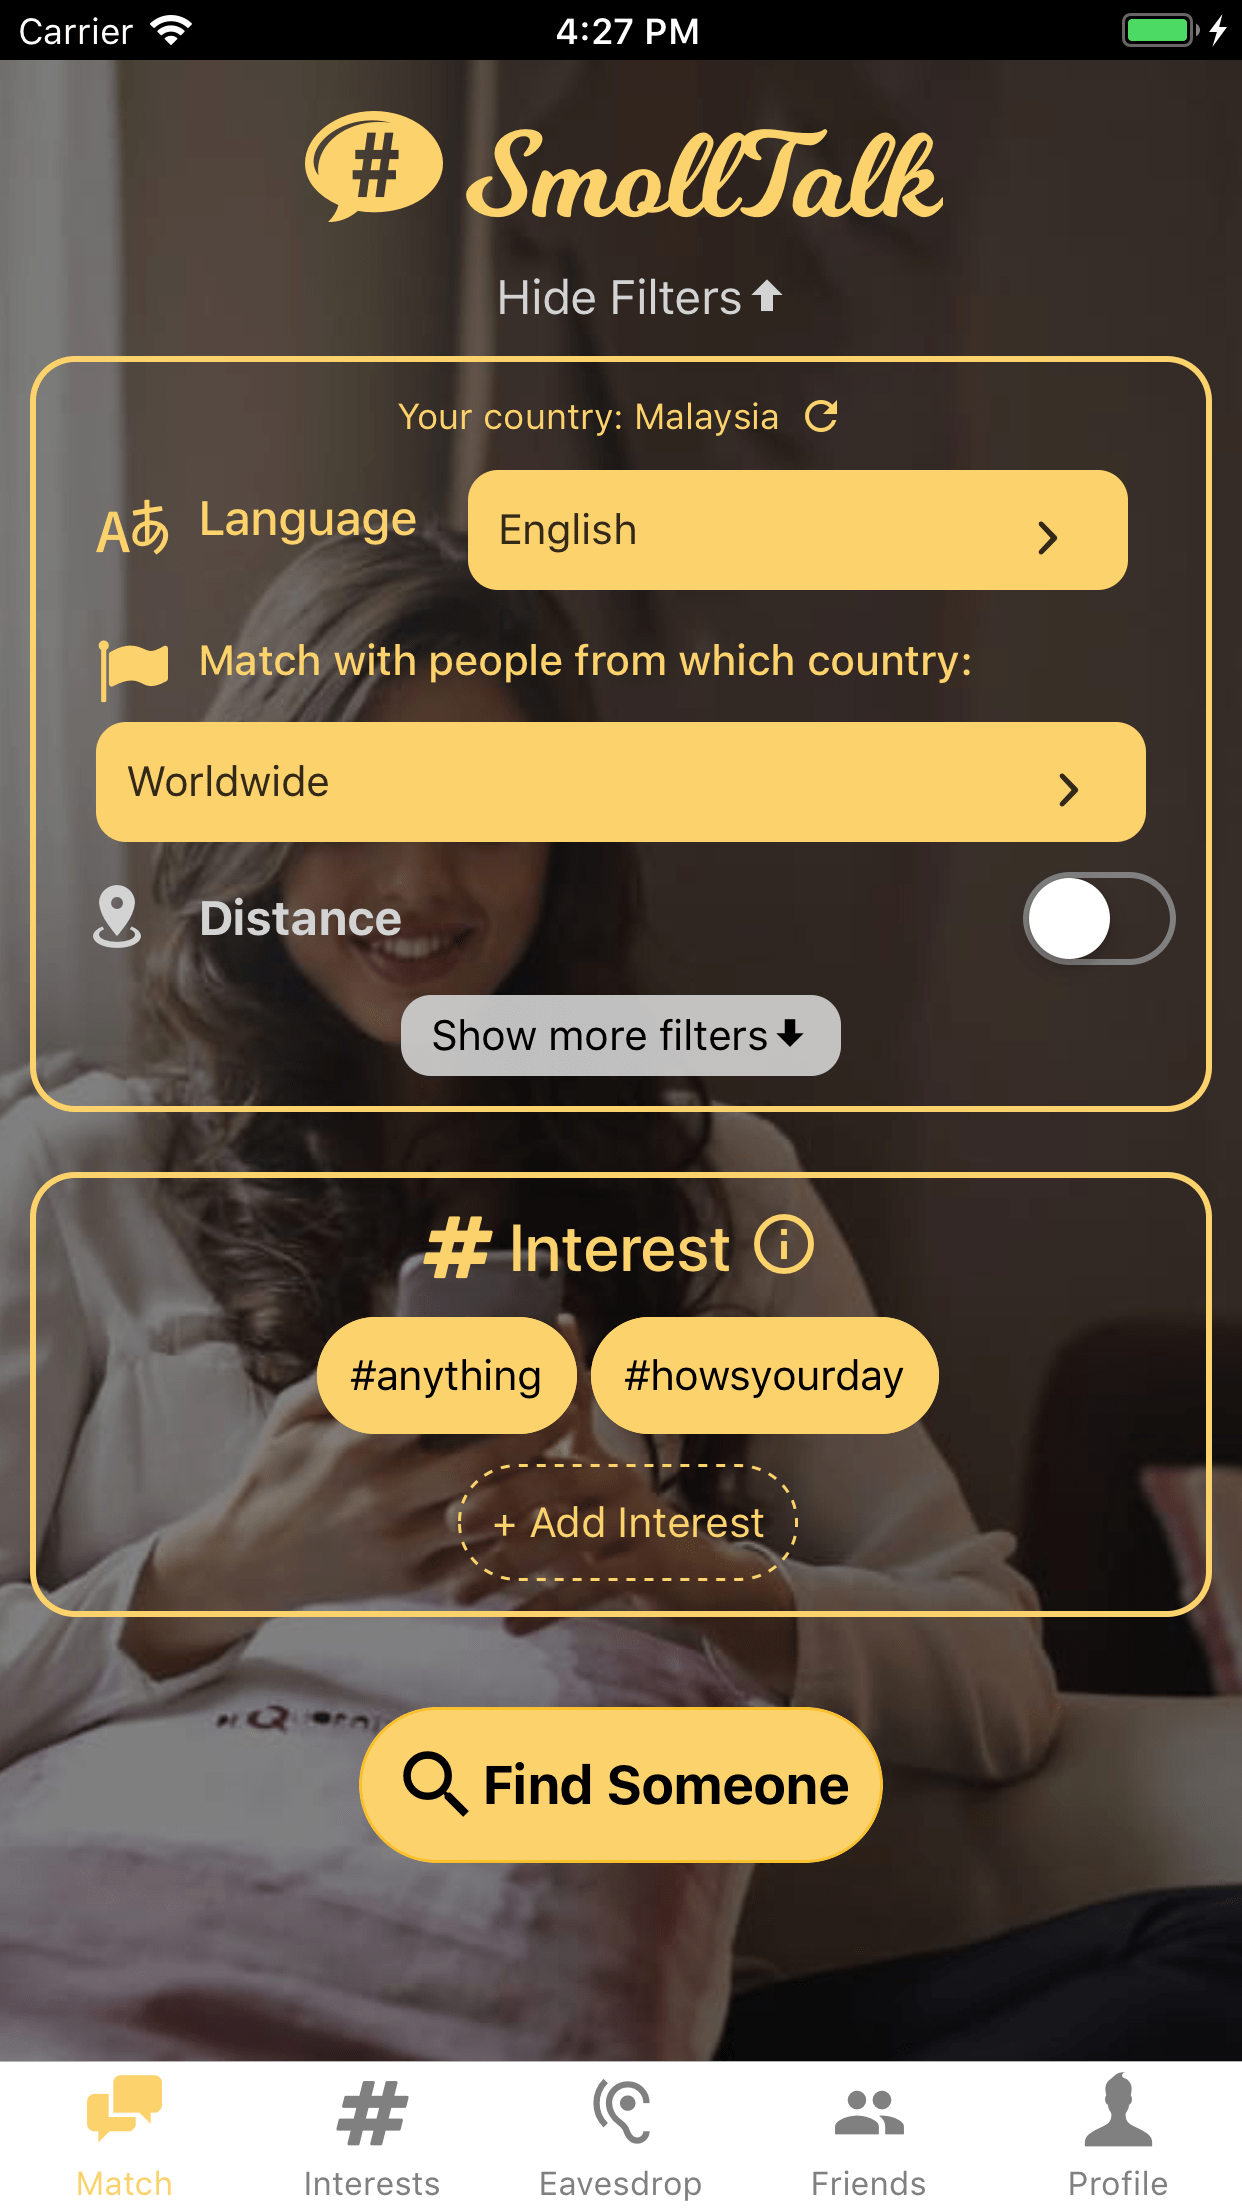 Carrier 4:27 PM
# SmollTalk
Hide Filters
Your country: Malaysia
Aあ Language English
Match with people from which country:
Worldwide
Distance
Show more filters
# Interest i
#anything #howsyourday
+ Add Interest
Find Someone
Match Interests Eavesdrop Friends Profile